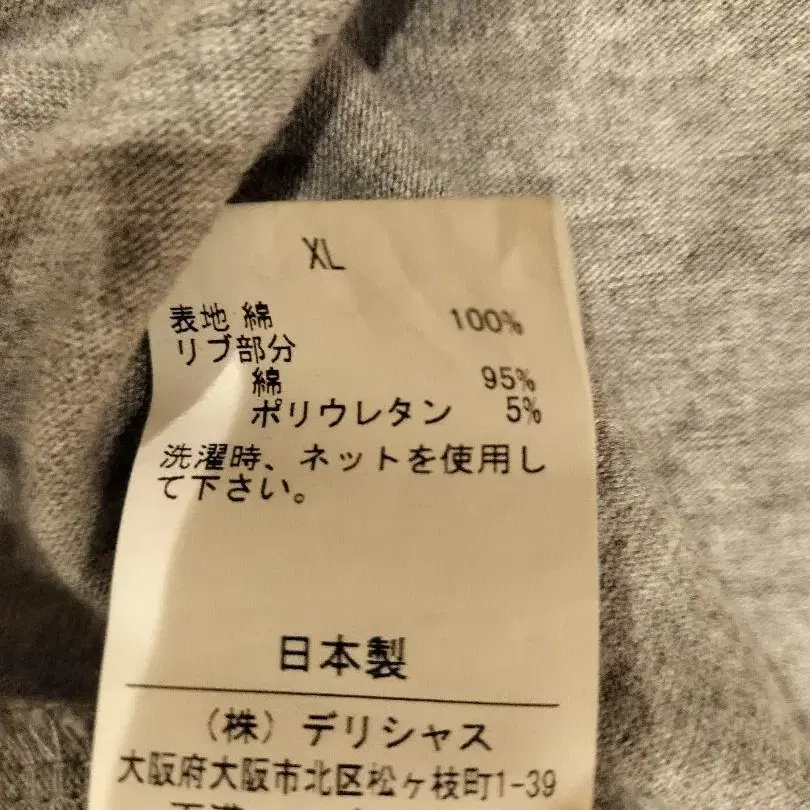 XL
表地 綿 100%
リブ部分
綿 95%
ポリウレタン 5%
洗濯時、ネットを使用し
て下さい。
日本製
(株) デリシャス
大阪府大阪市北区松ヶ枝町1-39